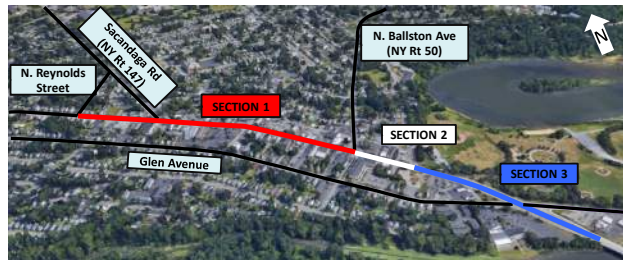 Sacandaga Rd
(NY Rt 147)
N. Ballston Ave
(NY Rt 50)
N
N. Reynolds
Street
SECTION 1
SECTION 2
Glen Avenue
SECTION 3